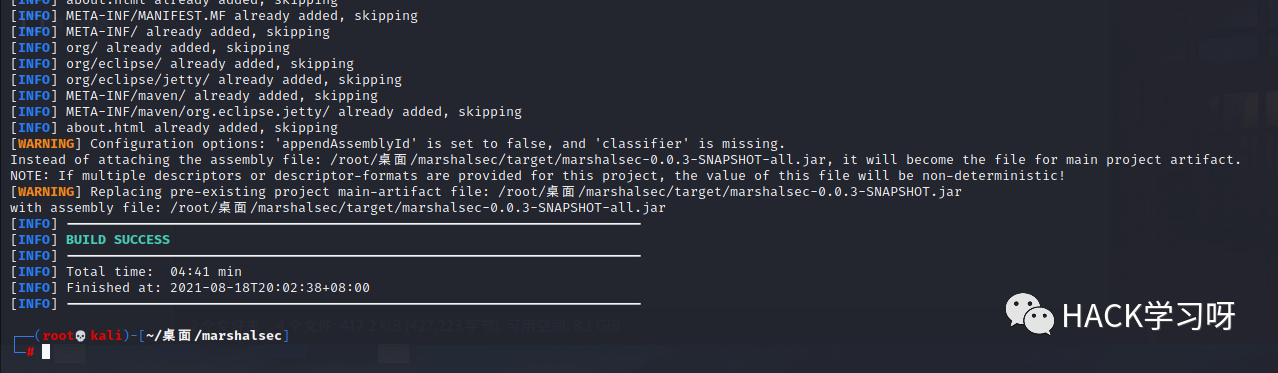 [INFO] about.html already added, skipping
[INFO] META-INF/MANIFEST.MF already added, skipping
[INFO] META-INF/ already added, skipping
[INFO] org/ already added, skipping
[INFO] org/eclipse/ already added, skipping
[INFO] org/eclipse/jetty/ already added, skipping
[INFO] META-INF/maven/ already added, skipping
[INFO] META-INF/maven/org.eclipse.jetty/ already added, skipping
[INFO] about.html already added, skipping
[WARNING] Configuration options: 'appendAssemblyId' is set to false, and 'classifier' is missing.
Instead of attaching the assembly file: /root/桌面/marshalsec/target/marshalsec-0.0.3-SNAPSHOT-all.jar, it will become the file for main project artifact.
NOTE: If multiple descriptors or descriptor-formats are provided for this project, the value of this file will be non-deterministic!
[WARNING] Replacing pre-existing project main-artifact file: /root/桌面/marshalsec/target/marshalsec-0.0.3-SNAPSHOT.jar
with assembly file: /root/桌面/marshalsec/target/marshalsec-0.0.3-SNAPSHOT-all.jar
[INFO] ------------------------------------------------------------------------
[INFO] BUILD SUCCESS
[INFO] ------------------------------------------------------------------------
[INFO] Total time:  04:41 min
[INFO] Finished at: 2021-08-18T20:02:38+08:00
[INFO] ------------------------------------------------------------------------
HACK学习呀
┌──(root💀kali)-[~/桌面/marshalsec]
└─#